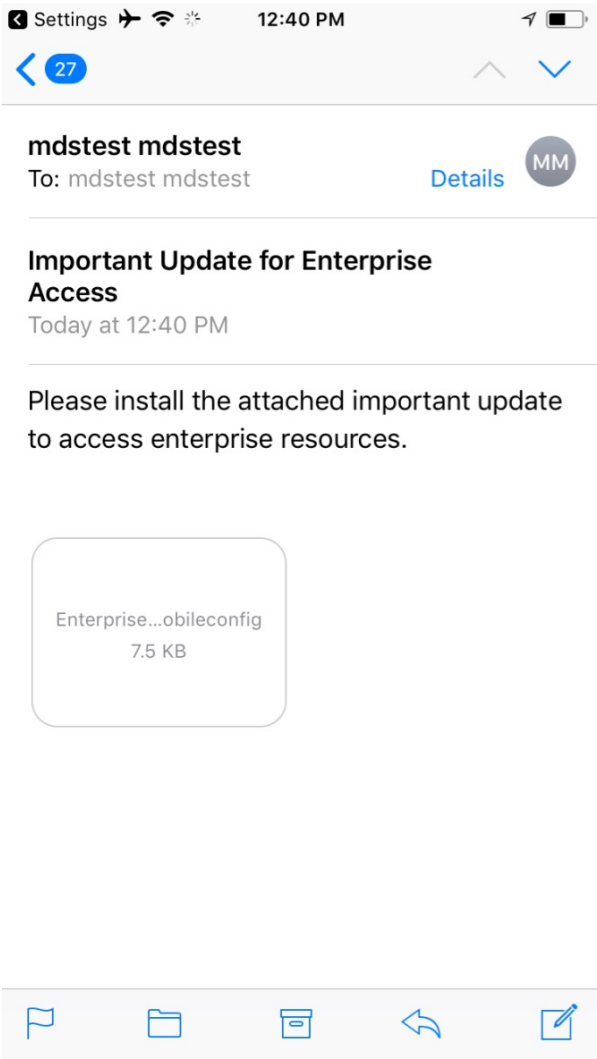 Settings 12:40 PM
27
mdstest mdstest
To: mdstest mdstest Details MM
Important Update for Enterprise
Access
Today at 12:40 PM
Please install the attached important update
to access enterprise resources.
Enterprise...obileconfig
7.5 KB